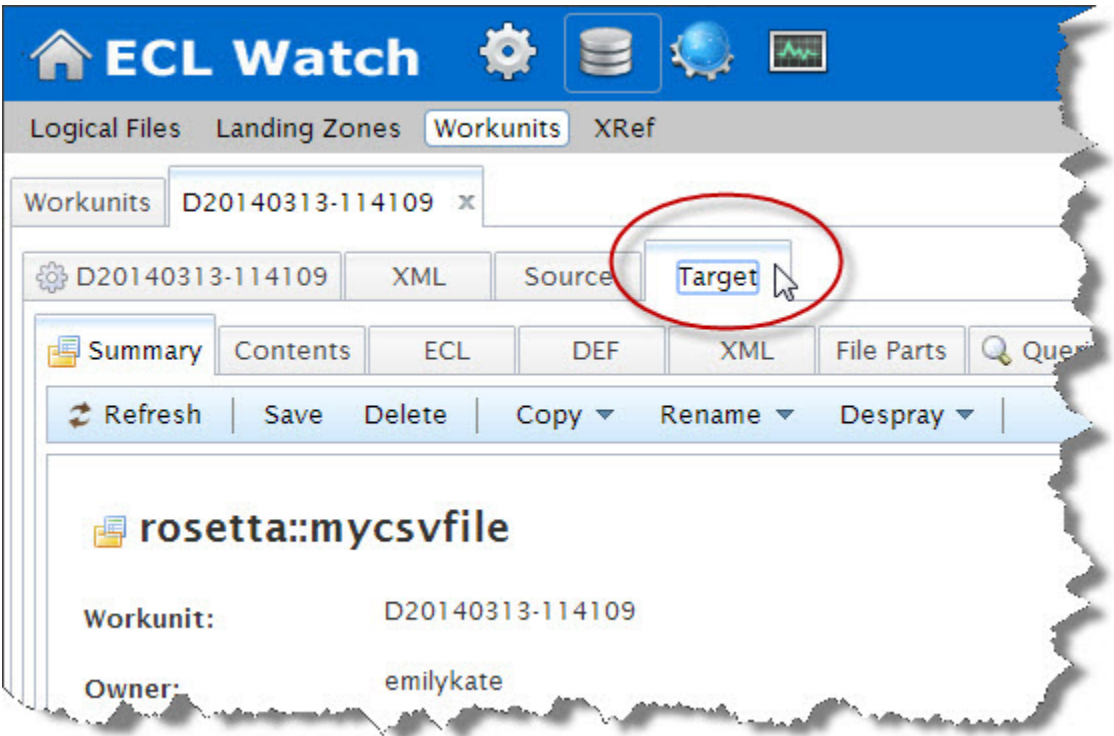 ECL Watch
Logical Files Landing Zones Workunits XRef
Workunits D20140313-114109 x
D20140313-114109 XML Source Target
Summary Contents ECL DEF XML File Parts
Refresh Save Delete Copy Rename Despray
rosetta::mycsvfile
Workunit: D20140313-114109
Owner: emilykate